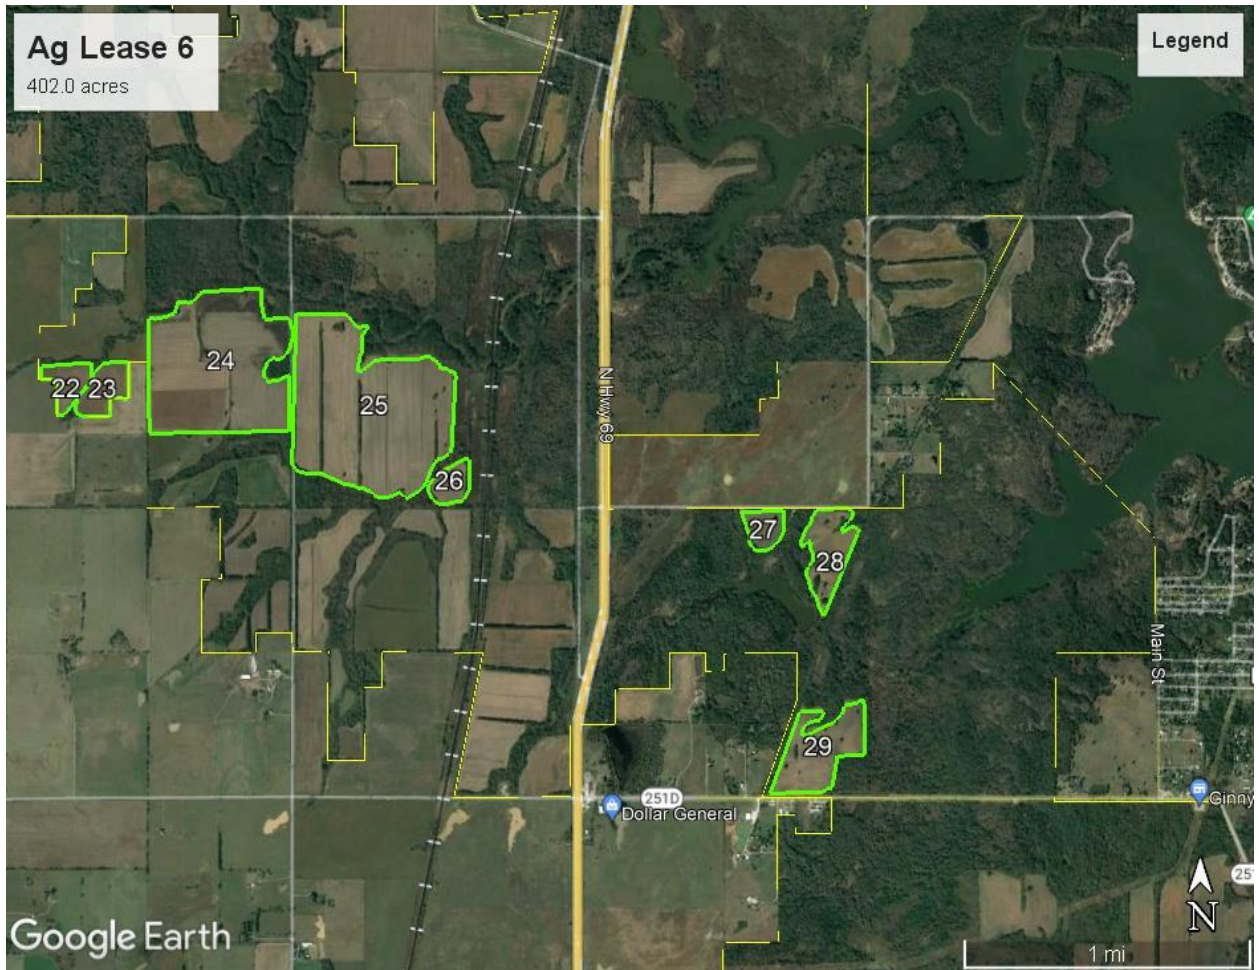 Ag Lease 6
402.0 acres
Legend
24
22
23
25
N Hwy 69
26
27
28
Main St
29
251D
Dollar General
Ginny
251
N
Google Earth
1 mi